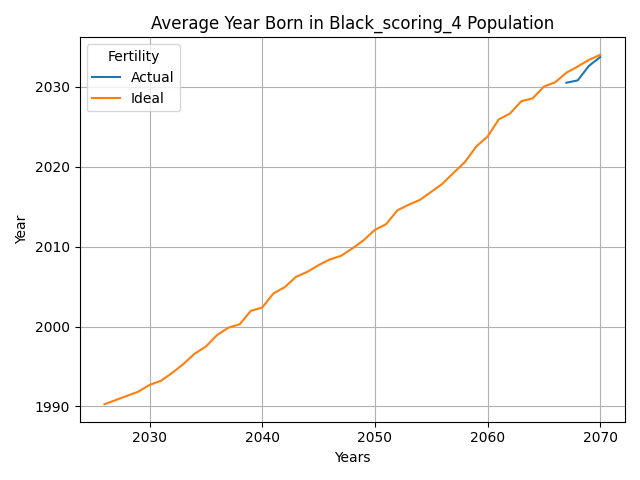 Average Year Born in Black_scoring_4 Population
Fertility
Actual
Ideal
Year
2030
2020
2010
2000
1990
2030 2040 2050 2060 2070
Years